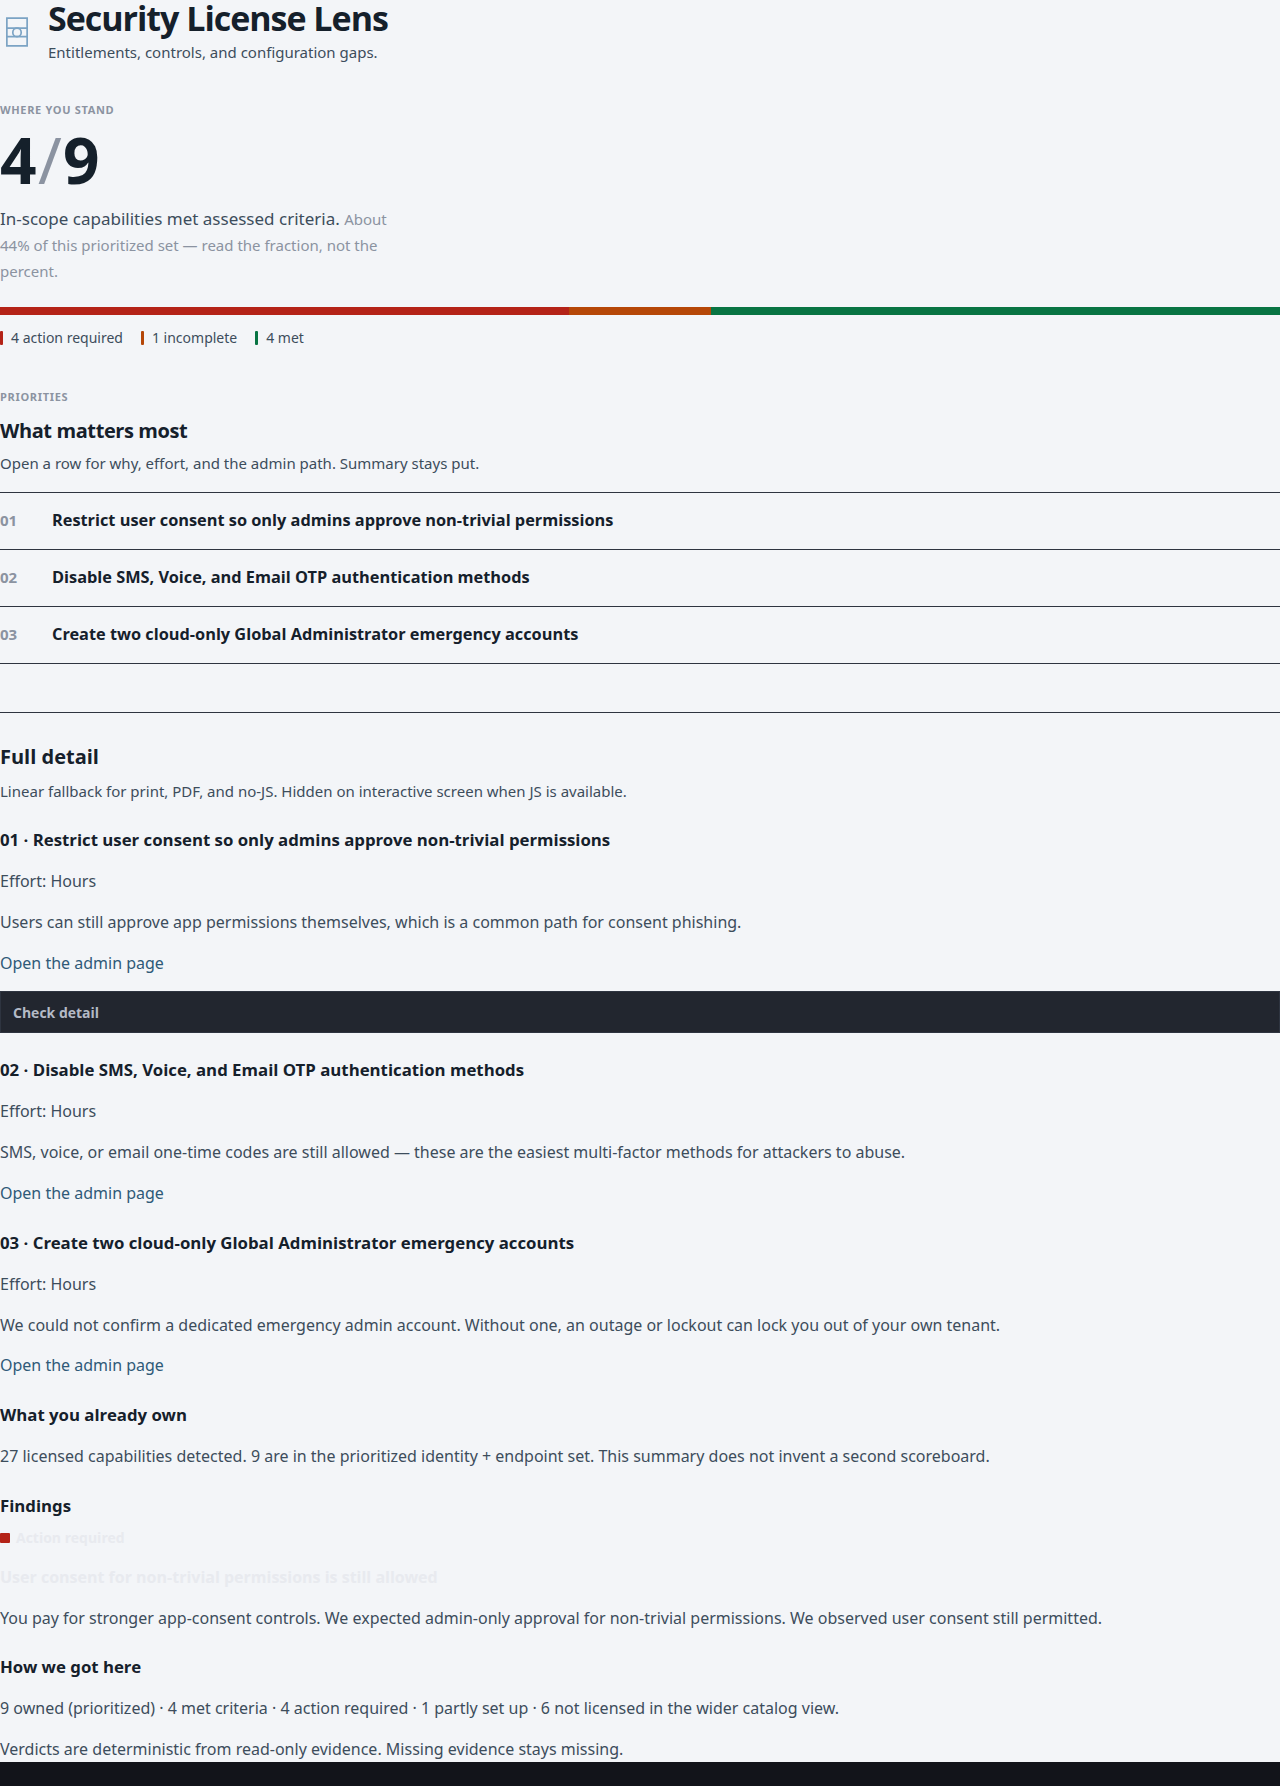 Security License Lens
Entitlements, controls, and configuration gaps.
WHERE YOU STAND
4/9
In-scope capabilities met assessed criteria. About
44% of this prioritized set — read the fraction, not the
percent.
4 action required 1 incomplete 4 met
PRIORITIES
What matters most
Open a row for why, effort, and the admin path. Summary stays put.
01 Restrict user consent so only admins approve non-trivial permissions
02 Disable SMS, Voice, and Email OTP authentication methods
03 Create two cloud-only Global Administrator emergency accounts
Full detail
Linear fallback for print, PDF, and no-JS. Hidden on interactive screen when JS is available.
01 · Restrict user consent so only admins approve non-trivial permissions
Effort: Hours
Users can still approve app permissions themselves, which is a common path for consent phishing.
Open the admin page
Check detail
02 · Disable SMS, Voice, and Email OTP authentication methods
Effort: Hours
SMS, voice, or email one-time codes are still allowed — these are the easiest multi-factor methods for attackers to abuse.
Open the admin page
03 · Create two cloud-only Global Administrator emergency accounts
Effort: Hours
We could not confirm a dedicated emergency admin account. Without one, an outage or lockout can lock you out of your own tenant.
Open the admin page
What you already own
27 licensed capabilities detected. 9 are in the prioritized identity + endpoint set. This summary does not invent a second scoreboard.
Findings
Action required
User consent for non-trivial permissions is still allowed
You pay for stronger app-consent controls. We expected admin-only approval for non-trivial permissions. We observed user consent still permitted.
How we got here
9 owned (prioritized) · 4 met criteria · 4 action required · 1 partly set up · 6 not licensed in the wider catalog view.
Verdicts are deterministic from read-only evidence. Missing evidence stays missing.